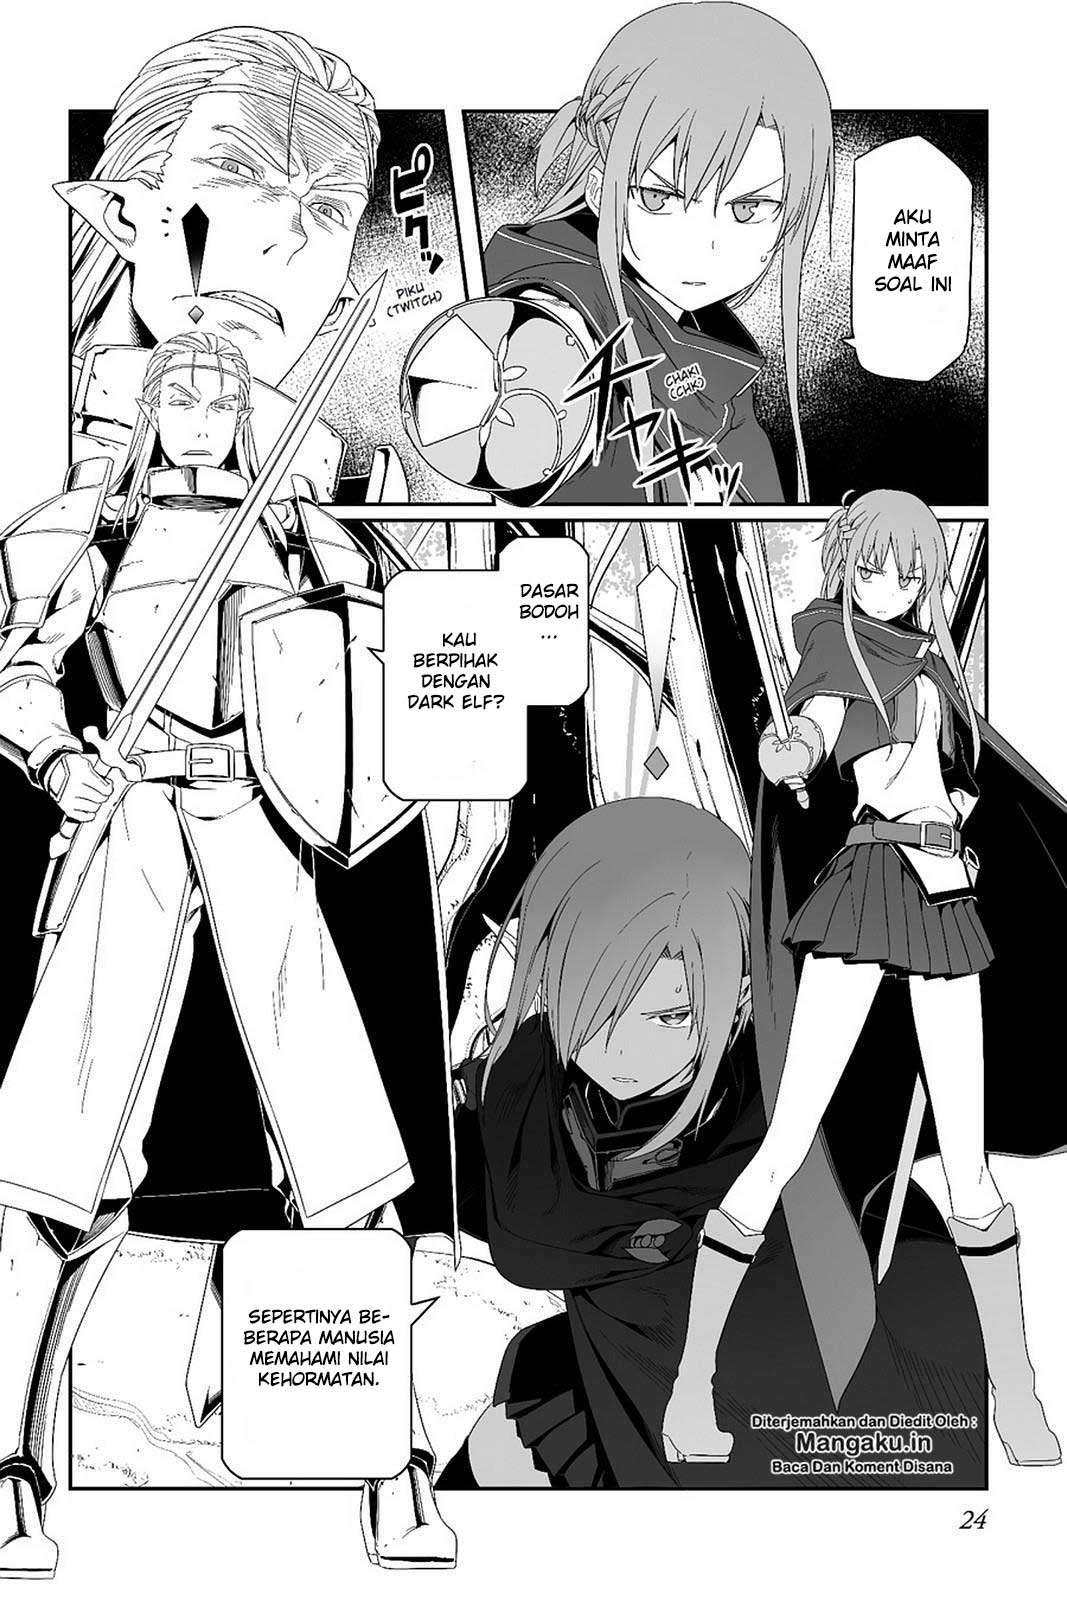 AKU
MINTA
MAAF
SOAL INI
チャキッ
CHAKI
(CHK)
ピクッ
PIKU
(TWITCH)
DASAR
BODOH
...
KAU
BERPIHAK
DENGAN
DARK ELF?
SEPERTINYA BE-
BERAPA MANUSIA
MEMAHAMI NILAI
KEHORMATAN.
Diterjemahkan dan Diedit Oleh :
Mangaku.in
Baca Dan Koment Disana
24